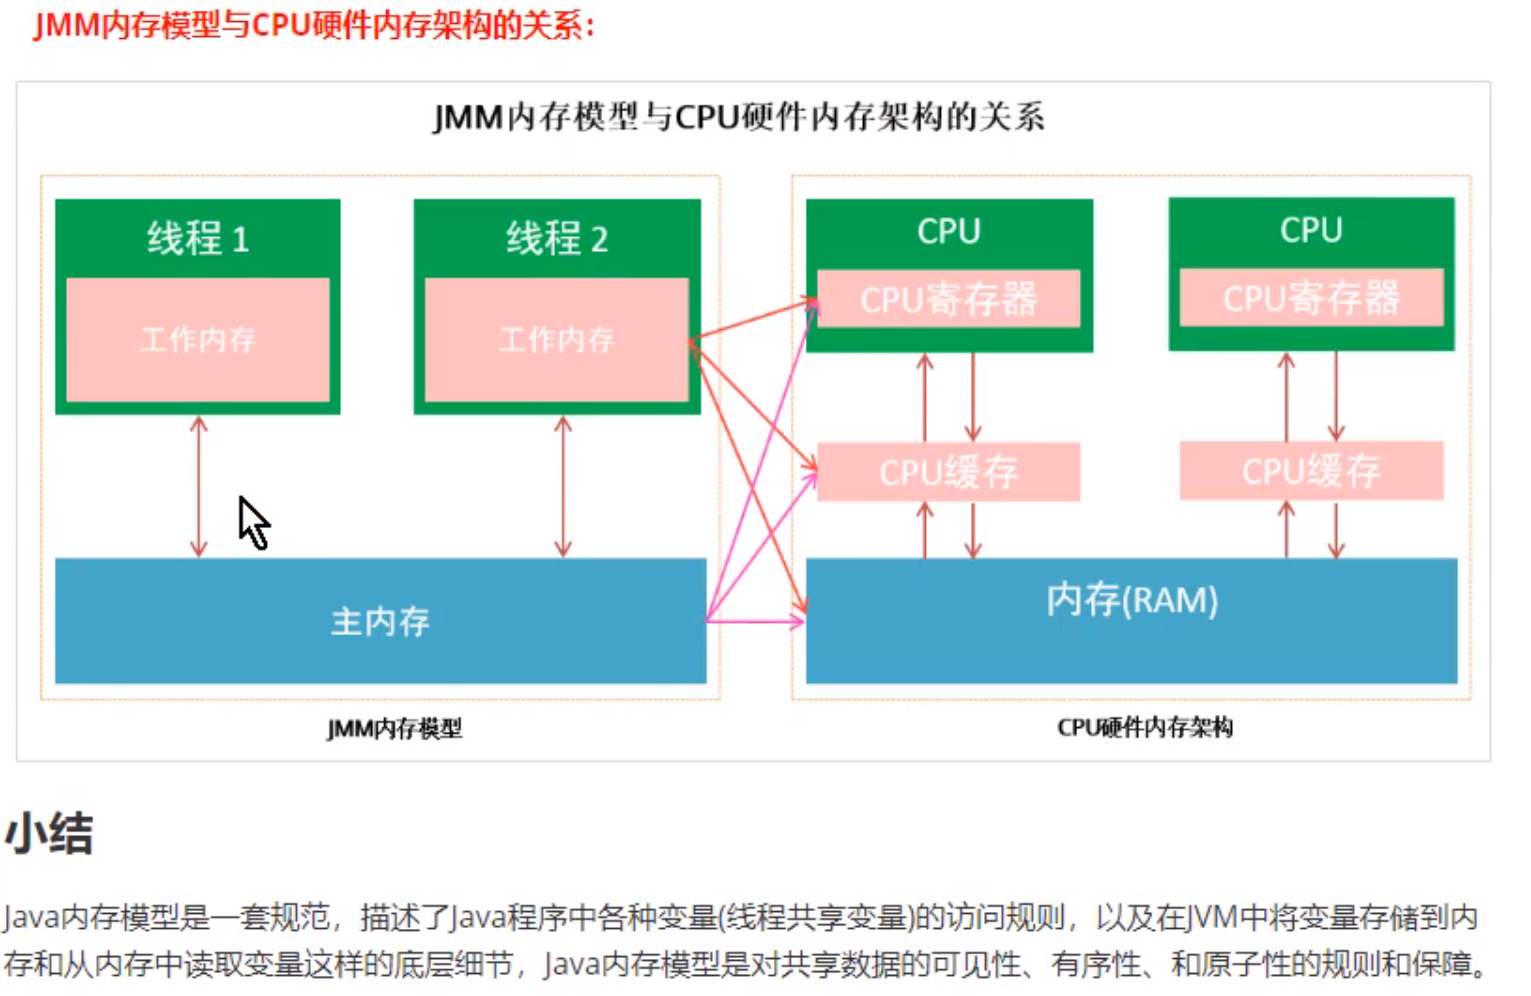 JMM内存模型与CPU硬件内存架构的关系：
JMM内存模型与CPU硬件内存架构的关系
线程 1
线程 2
CPU
CPU
工作内存
工作内存
CPU寄存器
CPU寄存器
CPU缓存
CPU缓存
主内存
内存(RAM)
JMM内存模型
CPU硬件内存架构
小结
Java内存模型是一套规范，描述了Java程序中各种变量(线程共享变量)的访问规则，以及在JVM中将变量存储到内
存和从内存中读取变量这样的底层细节，Java内存模型是对共享数据的可见性、有序性、和原子性的规则和保障。